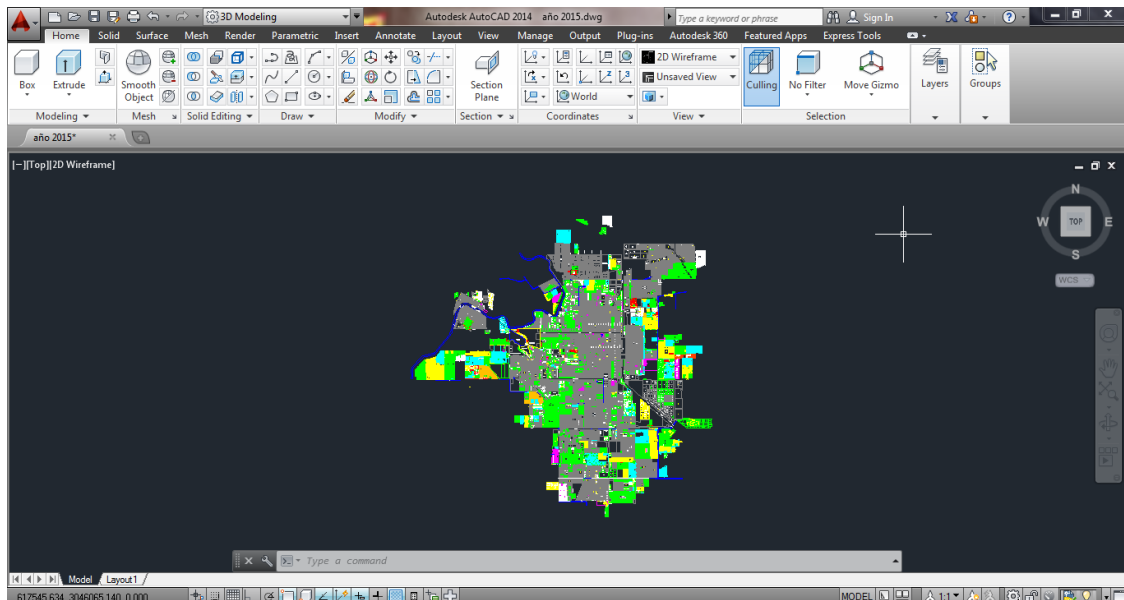 3D Modeling Autodesk AutoCAD 2014 año 2015.dwg Type a keyword or phrase Sign In
Home Solid Surface Mesh Render Parametric Insert Annotate Layout View Manage Output Plug-ins Autodesk 360 Featured Apps Express Tools
2D Wireframe
Unsaved View
World
Box Extrude Smooth Object Section Plane Culling No Filter Move Gizmo Layers Groups
Modeling Mesh Solid Editing Draw Modify Section Coordinates View Selection
año 2015*
[−][Top][2D Wireframe]
N
W TOP E
S
WCS
Type a command
Model Layout1
617545.634, 3046065.140, 0.000 MODEL 1:1